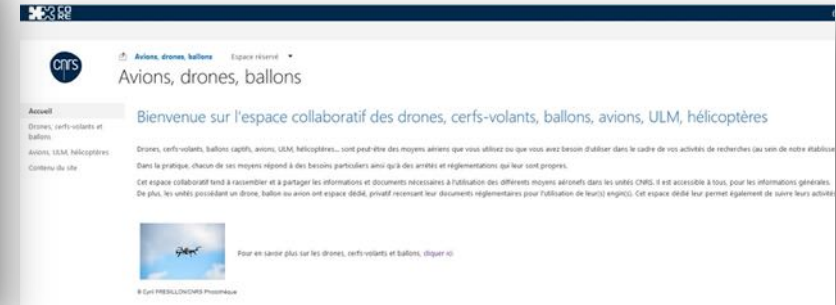 CORE
cnrs
Avions, drones, ballons Espace réservé
Avions, drones, ballons
Accueil
Drones, cerfs-volants et
ballons
Avions, ULM, hélicoptères
Contenu du site
Bienvenue sur l'espace collaboratif des drones, cerfs-volants, ballons, avions, ULM, hélicoptères
Drones, cerfs-volants, ballons captifs, avions, ULM, hélicoptères... sont peut-être des moyens aériens que vous utilisez ou que vous avez besoin d'utiliser dans le cadre de vos activités de recherches (au sein de notre établisse
Dans la pratique, chacun de ces moyens répond à des besoins particuliers ainsi qu'à des arrêtés et réglementations qui leur sont propres.
Cet espace collaboratif tend à rassembler et à partager les informations et documents nécessaires à l'utilisation des différents moyens aéronefs dans les unités CNRS. Il est accessible à tous, pour les informations générales.
De plus, les unités possédant un drone, ballon ou avion ont espace dédié, privatif recensant leur documents réglementaires pour l'utilisation de leur(s) engin(s). Cet espace dédié leur permet également de suivre leurs activités
Pour en savoir plus sur les drones, cerfs-volants et ballons, cliquer ici
© Cyril FRESILLON/CNRS Photothèque